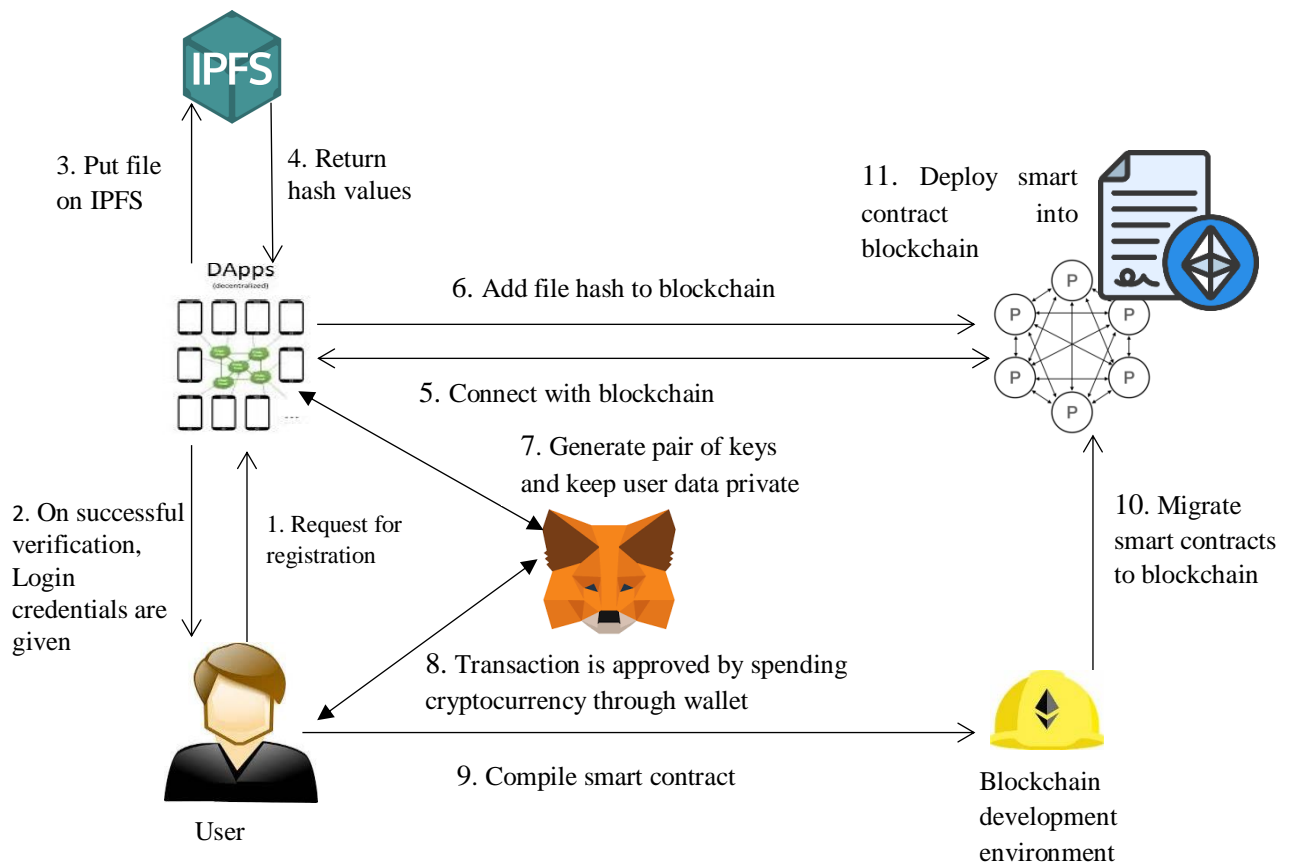 IPFS
3. Put file
on IPFS
4. Return
hash values
11. Deploy smart
contract into
blockchain
DApps
(decentralized)
6. Add file hash to blockchain
P
P
P
P
P
P
5. Connect with blockchain
7. Generate pair of keys
and keep user data private
2. On successful
verification,
Login
credentials are
given
1. Request for
registration
10. Migrate
smart contracts
to blockchain
8. Transaction is approved by spending
cryptocurrency through wallet
9. Compile smart contract
User
Blockchain
development
environment